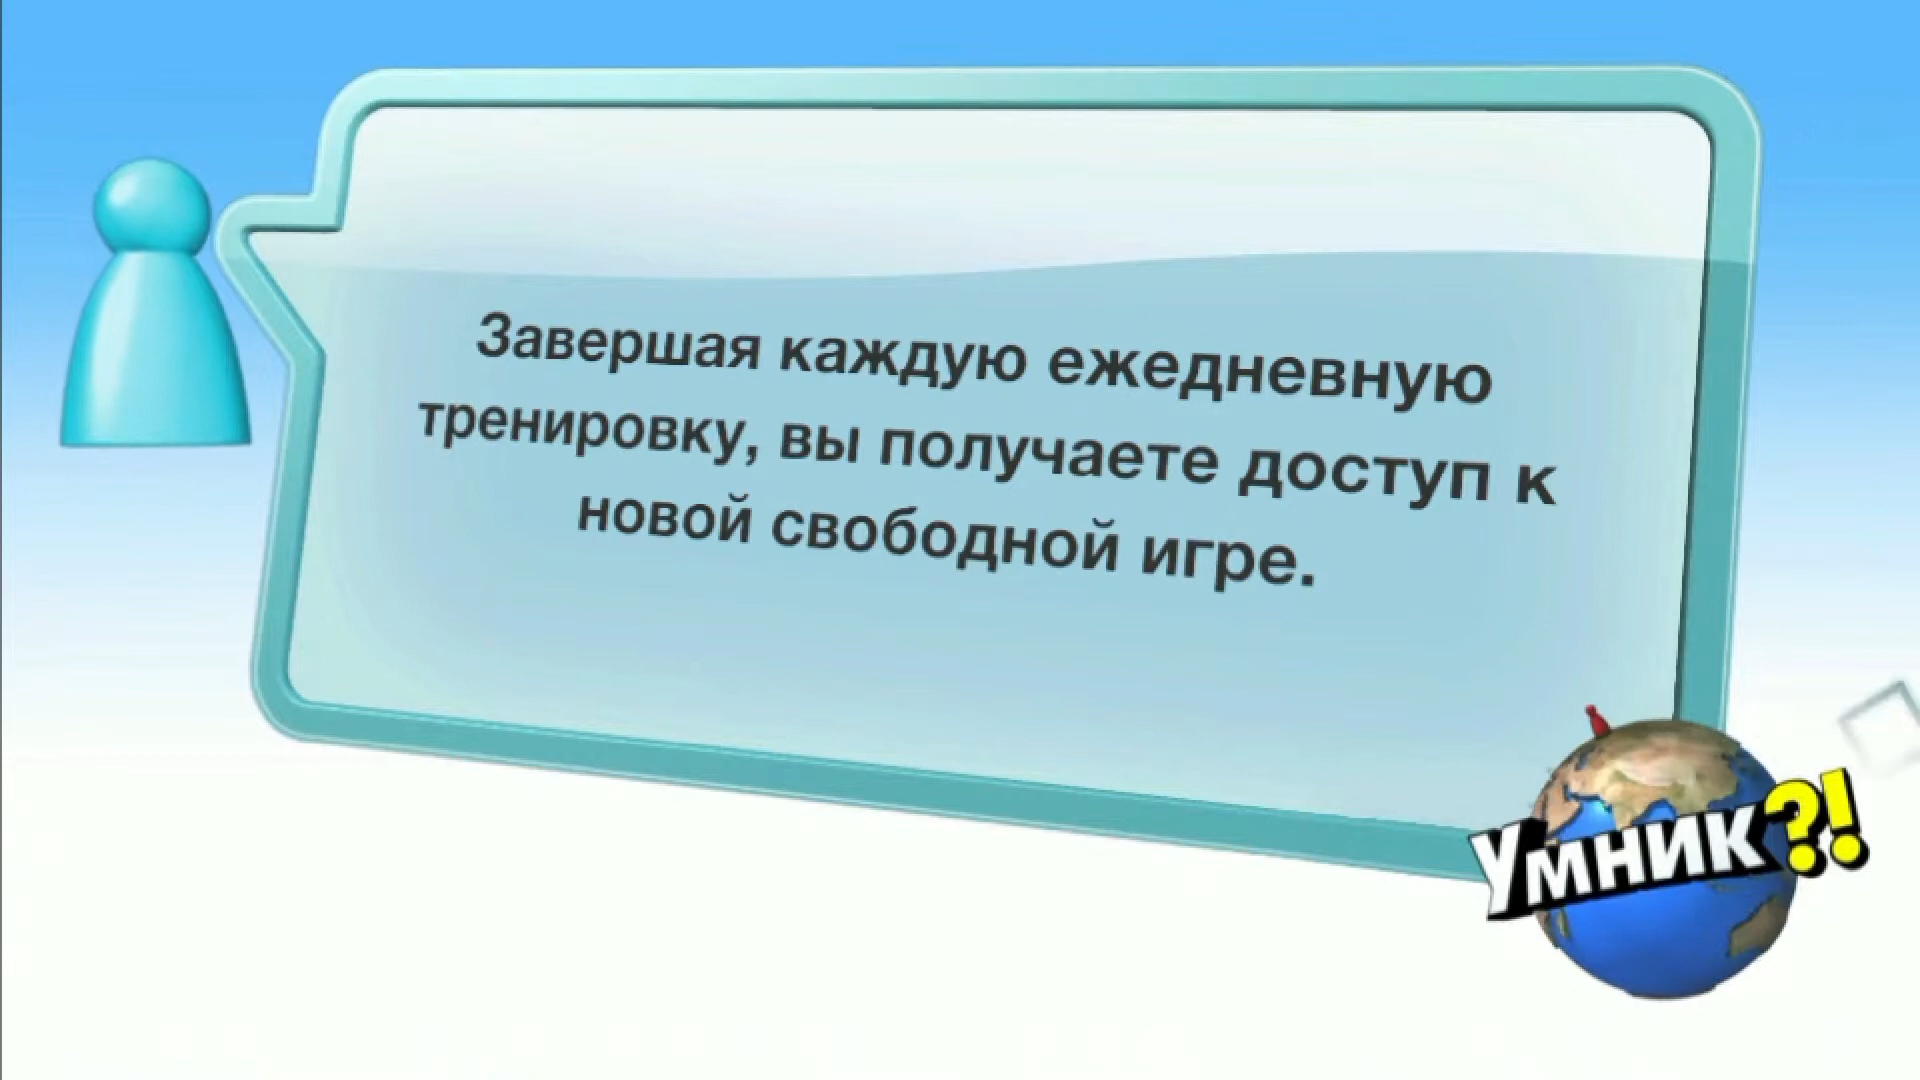 Завершая каждую ежедневную
тренировку, вы получаете доступ к
новой свободной игре.
Умник?!